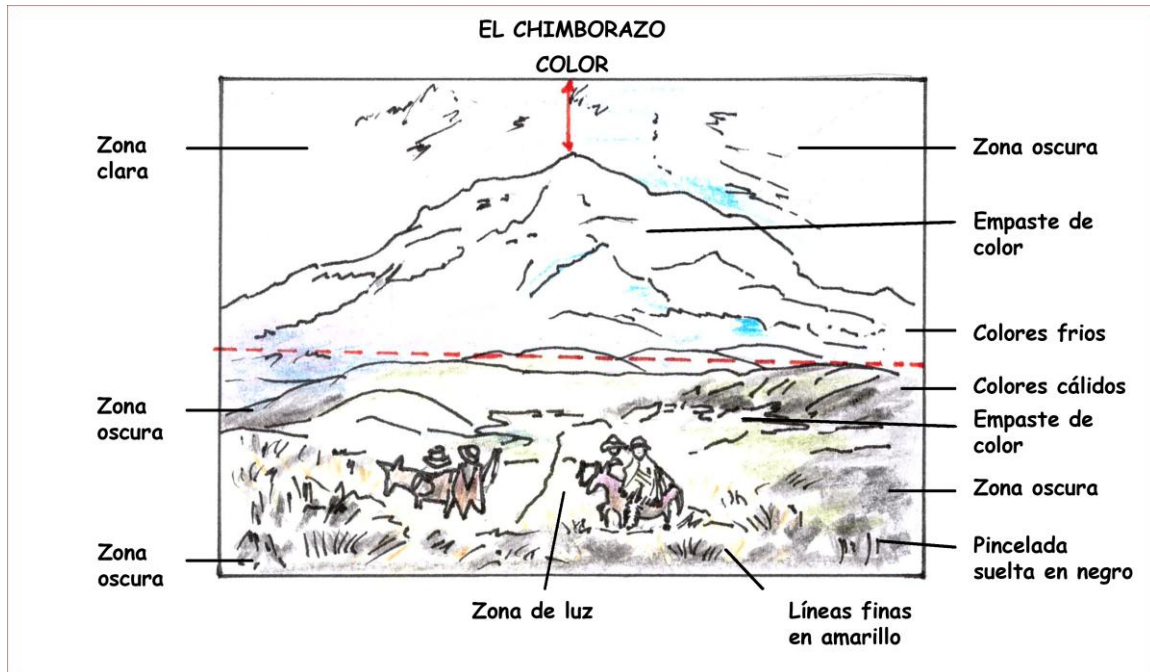 EL CHIMBORAZO
COLOR
Zona
clara
Zona oscura
Empaste de
color
Colores frios
Colores cálidos
Zona
oscura
Empaste de
color
Zona oscura
Zona
oscura
Pincelada
suelta en negro
Zona de luz
Líneas finas
en amarillo